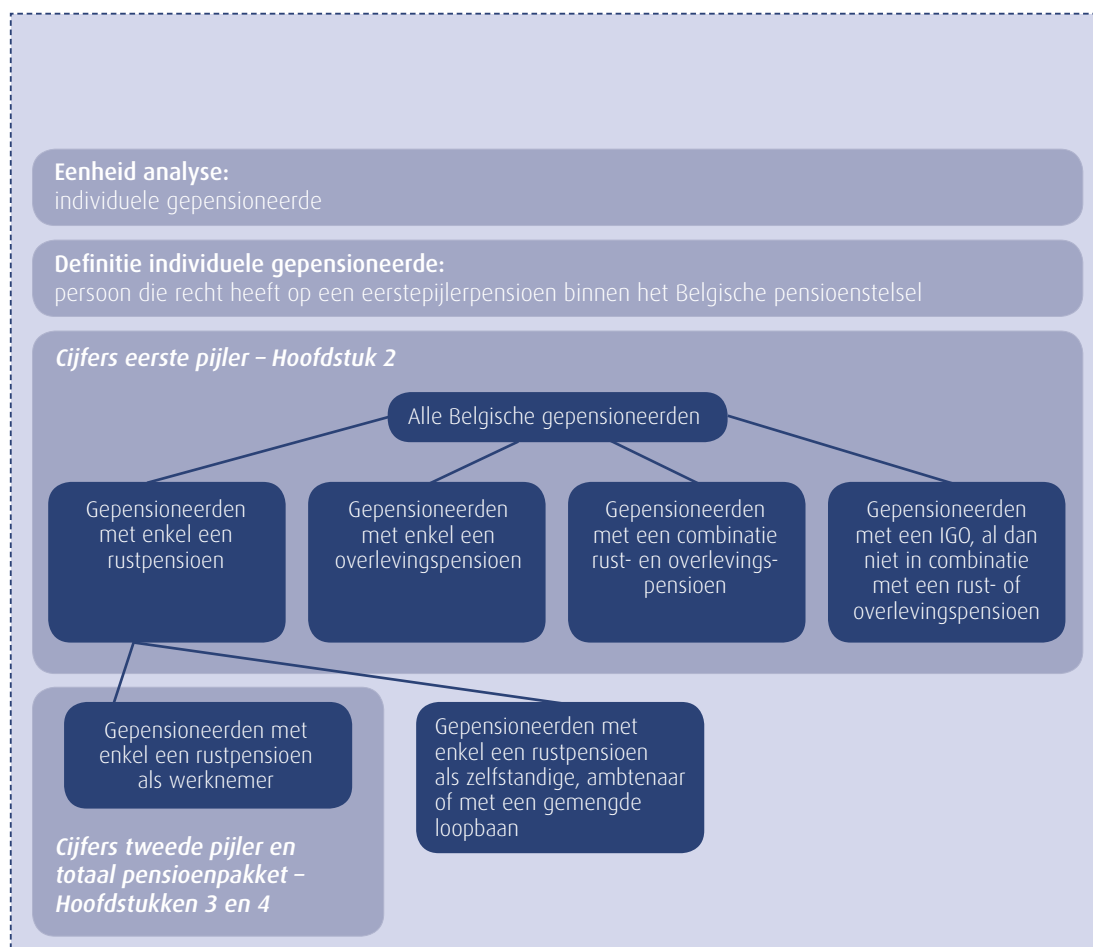 Eenheid analyse:
individuele gepensioneerde
Definitie individuele gepensioneerde:
persoon die recht heeft op een eerstepijlerpensioen binnen het Belgische pensioenstelsel
Cijfers eerste pijler – Hoofdstuk 2
Alle Belgische gepensioneerden
Gepensioneerden
met enkel een
rustpensioen
Gepensioneerden
met enkel een
overlevingspensioen
Gepensioneerden
met een combinatie
rust- en overlevings-
pensioen
Gepensioneerden
met een IGO, al dan
niet in combinatie
met een rust- of
overlevingspensioen
Gepensioneerden met
enkel een rustpensioen
als werknemer
Gepensioneerden met
enkel een rustpensioen
als zelfstandige, ambtenaar
of met een gemengde
loopbaan
Cijfers tweede pijler en
totaal pensioenpakket –
Hoofdstukken 3 en 4